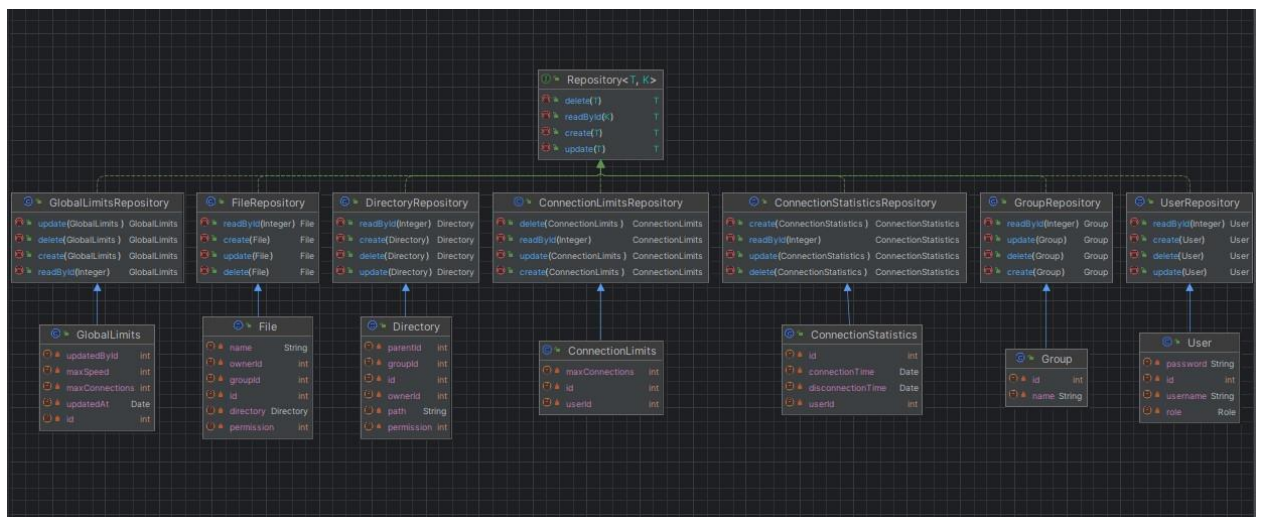 Repository<T, K>
delete(T) T
readById(K) T
create(T) T
update(T) T
GlobalLimitsRepository
update(GlobalLimits) GlobalLimits
delete(GlobalLimits) GlobalLimits
create(GlobalLimits) GlobalLimits
readById(Integer) GlobalLimits
FileRepository
readById(Integer) File
create(File) File
update(File) File
delete(File) File
DirectoryRepository
readById(Integer) Directory
create(Directory) Directory
delete(Directory) Directory
update(Directory) Directory
ConnectionLimitsRepository
delete(ConnectionLimits) ConnectionLimits
readById(Integer) ConnectionLimits
update(ConnectionLimits) ConnectionLimits
create(ConnectionLimits) ConnectionLimits
ConnectionStatisticsRepository
create(ConnectionStatistics) ConnectionStatistics
readById(Integer) ConnectionStatistics
update(ConnectionStatistics) ConnectionStatistics
delete(ConnectionStatistics) ConnectionStatistics
GroupRepository
readById(Integer) Group
update(Group) Group
delete(Group) Group
create(Group) Group
UserRepository
readById(Integer) User
create(User) User
delete(User) User
update(User) User
GlobalLimits
updatedById int
maxSpeed int
maxConnections int
updatedAt Date
id int
File
name String
ownerId int
groupId int
id int
directory Directory
permission int
Directory
parentId int
groupId int
id int
ownerId int
path String
permission int
ConnectionLimits
maxConnections int
id int
userId int
ConnectionStatistics
id int
connectionTime Date
disconnectionTime Date
userId int
Group
id int
name String
User
password String
id int
username String
role Role